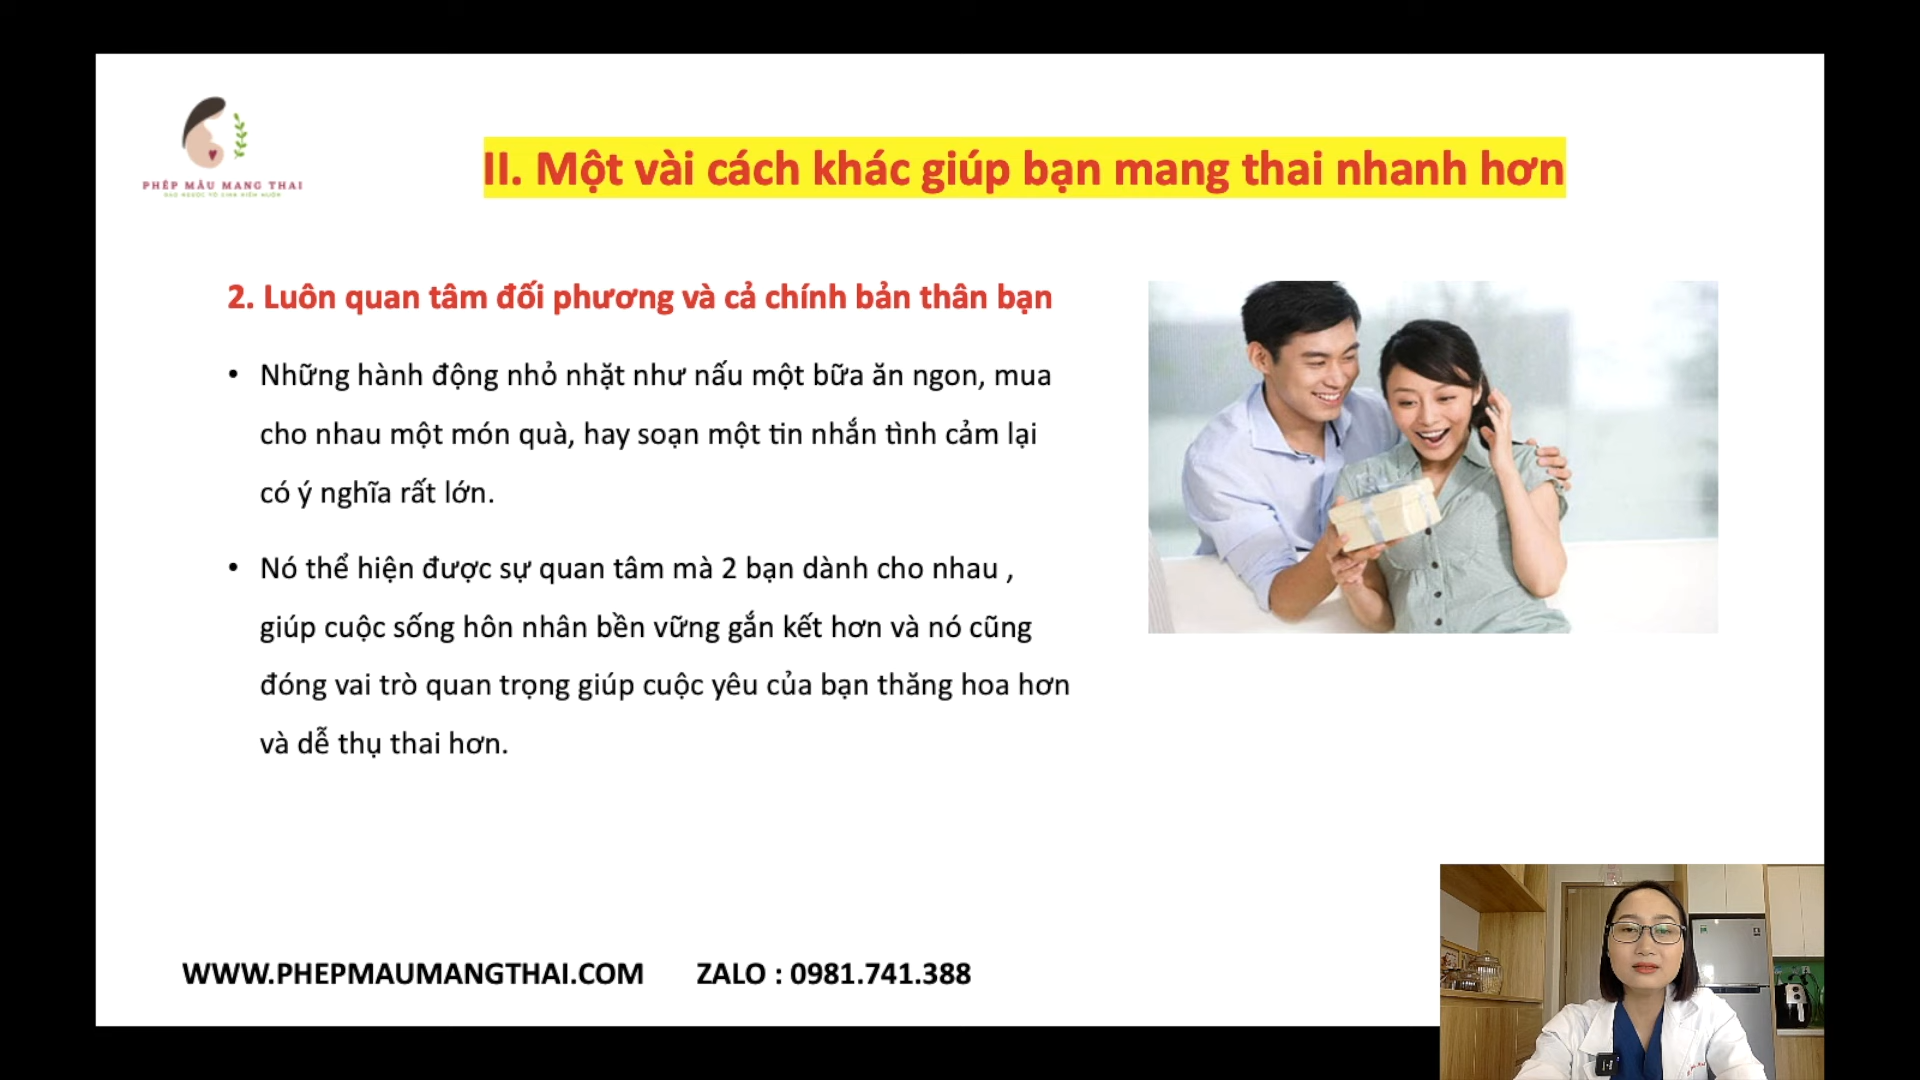 PHÉP MÀU MANG THAI
II. Một vài cách khác giúp bạn mang thai nhanh hơn
2. Luôn quan tâm đối phương và cả chính bản thân bạn
• Những hành động nhỏ nhặt như nấu một bữa ăn ngon, mua
cho nhau một món quà, hay soạn một tin nhắn tình cảm lại
có ý nghĩa rất lớn.
• Nó thể hiện được sự quan tâm mà 2 bạn dành cho nhau ,
giúp cuộc sống hôn nhân bền vững gắn kết hơn và nó cũng
đóng vai trò quan trọng giúp cuộc yêu của bạn thăng hoa hơn
và dễ thụ thai hơn.
WWW.PHEPMAUMANGTHAI.COM ZALO : 0981.741.388